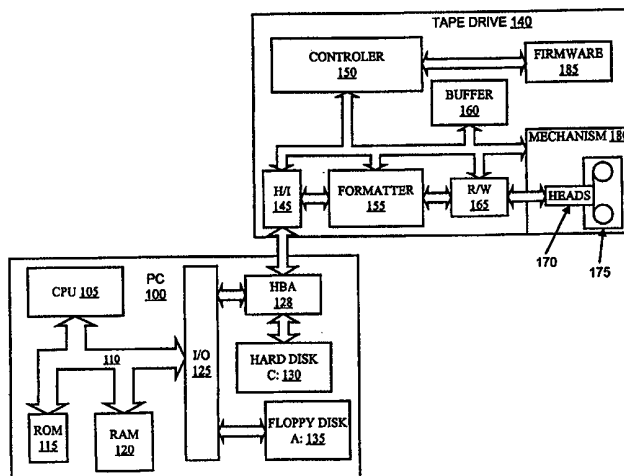 TAPE DRIVE 140
CONTROLER
150
FIRMWARE
185
BUFFER
160
MECHANISM 180
H/I
145
FORMATTER
155
R/W
165
HEADS
170
175
PC
100
CPU 105
HBA
128
110
I/O
125
HARD DISK
C: 130
ROM
115
RAM
120
FLOPPY DISK
A: 135